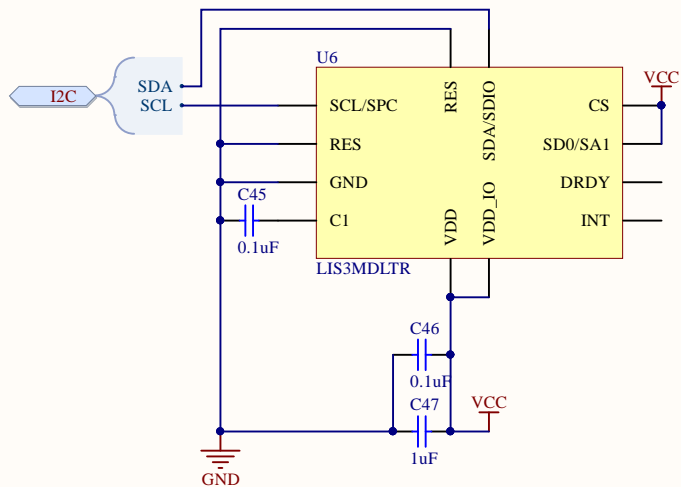 U6
VCC
SDA
I2C
SCL
SCL/SPC
RES
SDA/SDIO
CS
RES
SD0/SA1
GND
DRDY
C45
C1
VDD
VDD_IO
INT
0.1uF
LIS3MDLTR
C46
0.1uF
C47
VCC
1uF
GND